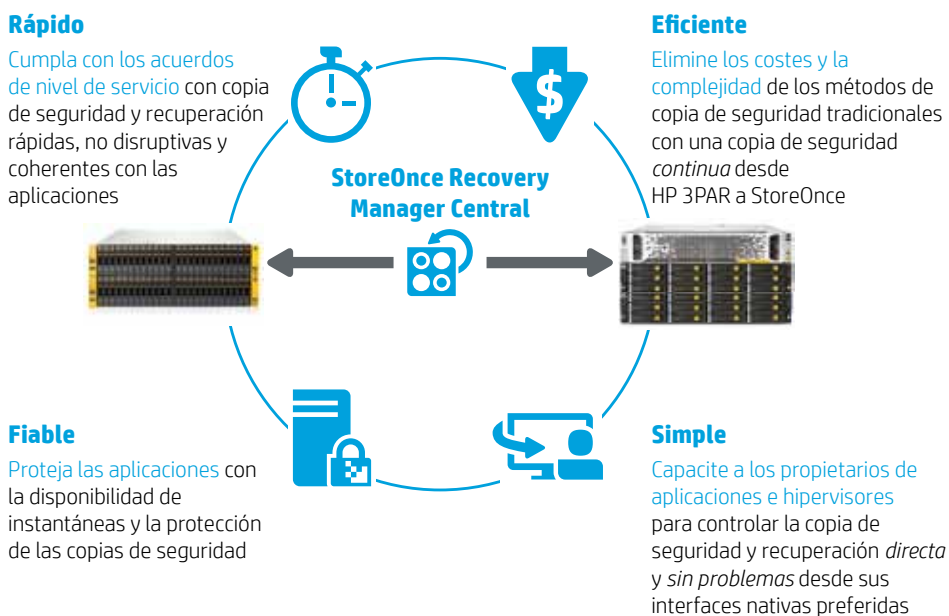 Rápido
Cumpla con los acuerdos
de nivel de servicio con copia
de seguridad y recuperación
rápidas, no disruptivas y
coherentes con las
aplicaciones
Eficiente
Elimine los costes y la
complejidad de los métodos de
copia de seguridad tradicionales
con una copia de seguridad
continua desde
HP 3PAR a StoreOnce
$
StoreOnce Recovery
Manager Central
Fiable
Proteja las aplicaciones con
la disponibilidad de
instantáneas y la protección
de las copias de seguridad
Simple
Capacite a los propietarios de
aplicaciones e hipervisores
para controlar la copia de
seguridad y recuperación directa
y sin problemas desde sus
interfaces nativas preferidas